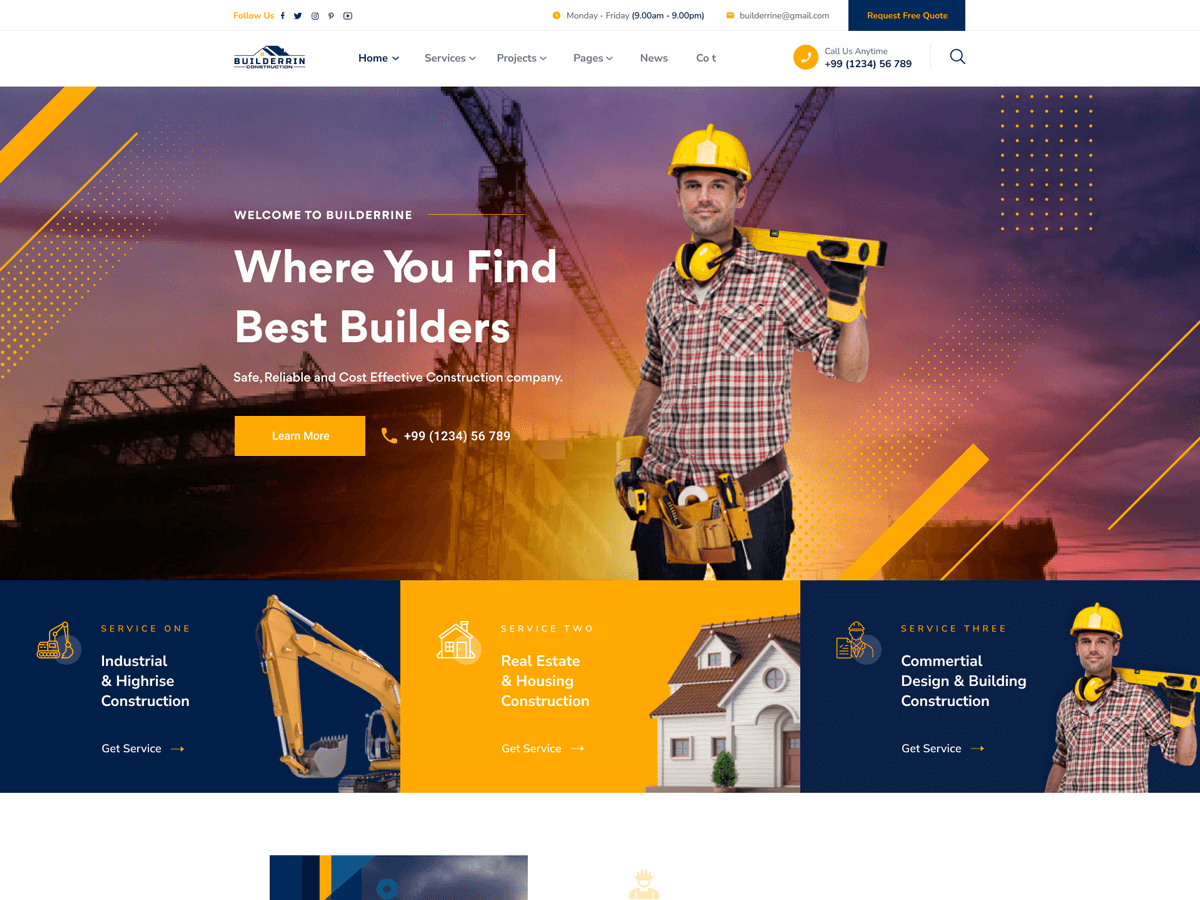 Follow Us
Monday - Friday (9.00am - 9.00pm)
builderrine@gmail.com
Request Free Quote
BUILDERRIN
CONSTRUCTION
Home
Services
Projects
Pages
News
Co t
Call Us Anytime
+99 (1234) 56 789
WELCOME TO BUILDERRINE
Where You Find
Best Builders
Safe, Reliable and Cost Effective Construction company.
Learn More
+99 (1234) 56 789
SERVICE ONE
Industrial
& Highrise
Construction
Get Service
SERVICE TWO
Real Estate
& Housing
Construction
Get Service
SERVICE THREE
Commertial
Design & Building
Construction
Get Service